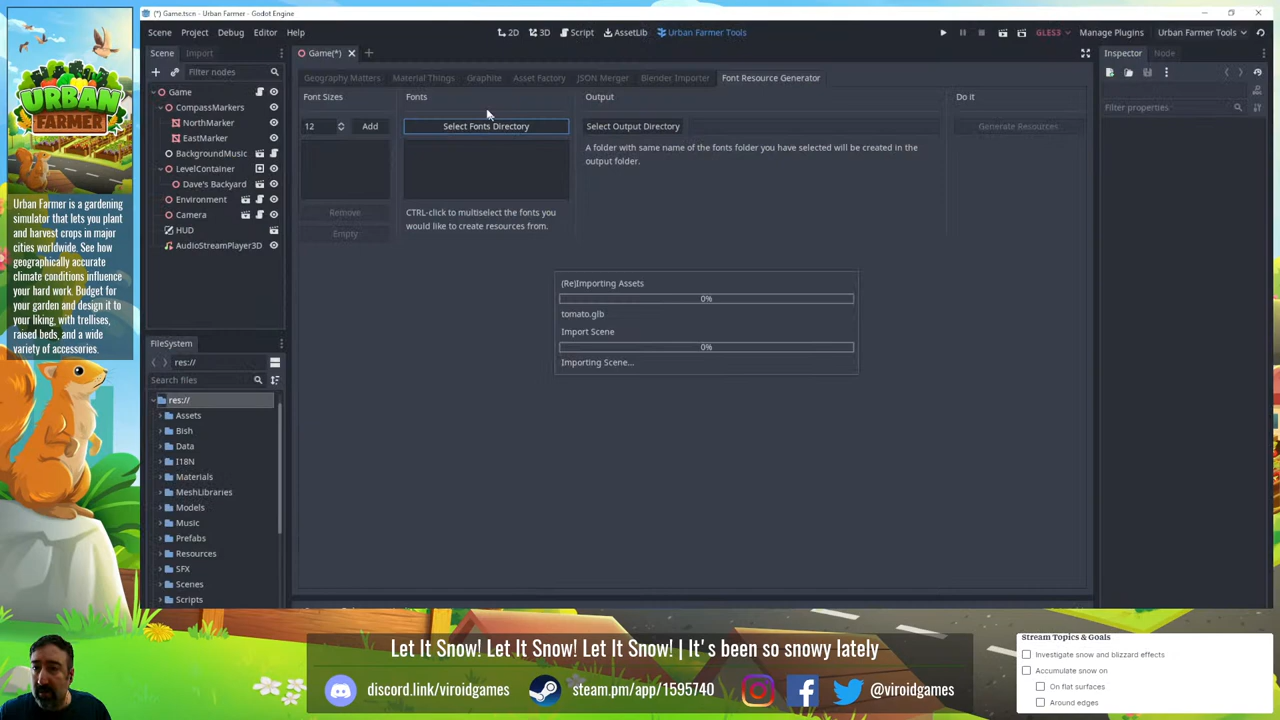 (*) Game.tscn - Urban Farmer - Godot Engine
Scene Project Debug Editor Help
2D 3D Script AssetLib Urban Farmer Tools
GLES3 Manage Plugins Urban Farmer Tools
Scene Import
Filter nodes
Game
CompassMarkers
NorthMarker
EastMarker
BackgroundMusic
LevelContainer
Dave's Backyard
Environment
Camera
HUD
AudioStreamPlayer3D
FileSystem
res://
Search files
res://
Assets
Bish
Data
I18N
Materials
MeshLibraries
Models
Music
Prefabs
Resources
SFX
Scenes
Scripts
Game(*)
Geography Matters Material Things Graphite Asset Factory JSON Merger Blender Importer Font Resource Generator
Font Sizes
12 Add
Remove
Empty
Fonts
Select Fonts Directory
CTRL-click to multiselect the fonts you
would like to create resources from.
Output
Select Output Directory
A folder with same name of the fonts folder you have selected will be created in the
output folder.
Do it
Generate Resources
(Re)Importing Assets
0%
tomato.glb
Import Scene
0%
Importing Scene...
Inspector Node
Filter properties
URBAN
FARMER
Urban Farmer is a gardening
simulator that lets you plant
and harvest crops in major
cities worldwide. See how
geographically accurate
climate conditions influence
your hard work. Budget for
your garden and design it to
your liking, with trellises,
raised beds, and a wide
variety of accessories.
Let It Snow! Let It Snow! Let It Snow! | It's been so snowy lately
discord.link/viroidgames steam.pm/app/1595740 @viroidgames
Stream Topics & Goals
Investigate snow and blizzard effects
Accumulate snow on
On flat surfaces
Around edges